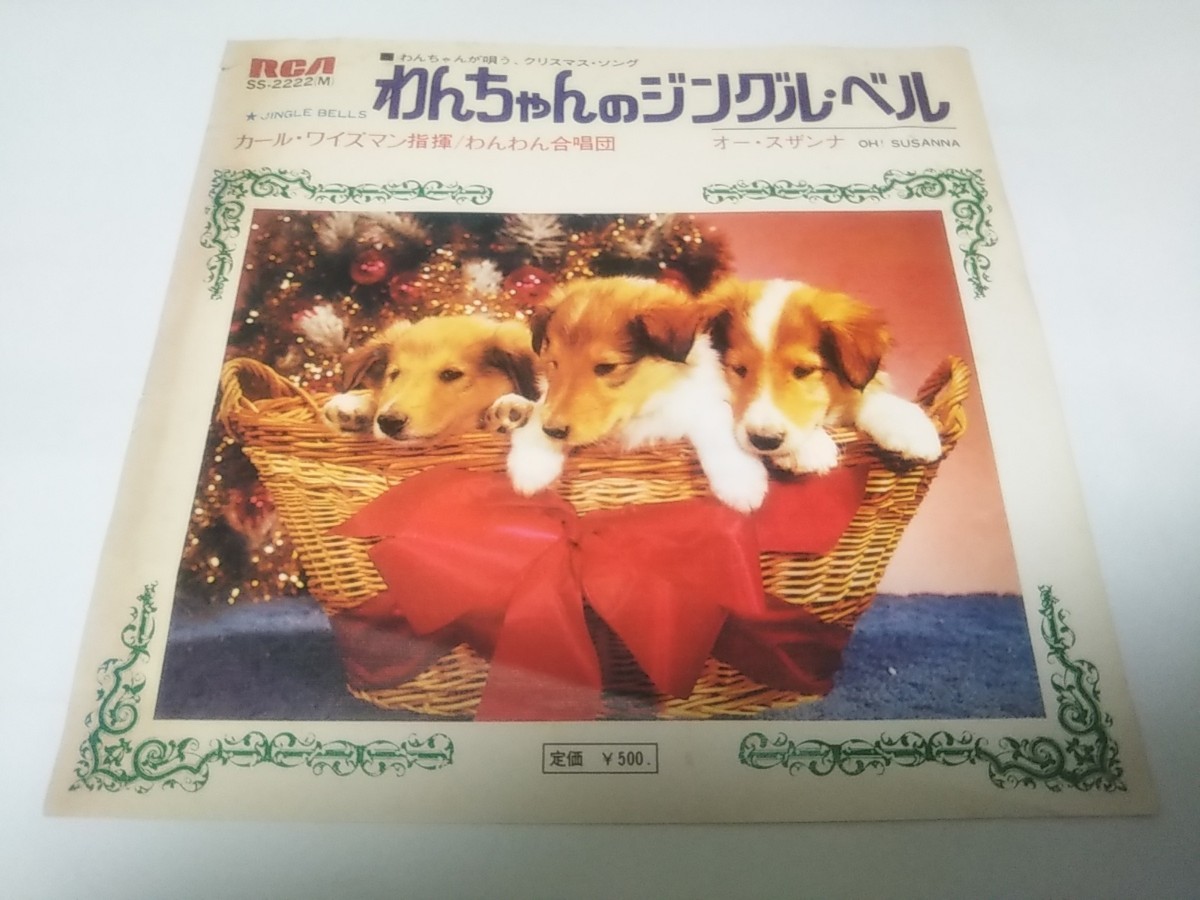 RCA
SS-2222(M)
■わんちゃんが唄う、クリスマス・ソング
★JINGLE BELLS わんちゃんのジングル・ベル
カール・ワイズマン指揮/わんわん合唱団
オー・スザンナ OH! SUSANNA
定価 ¥500.